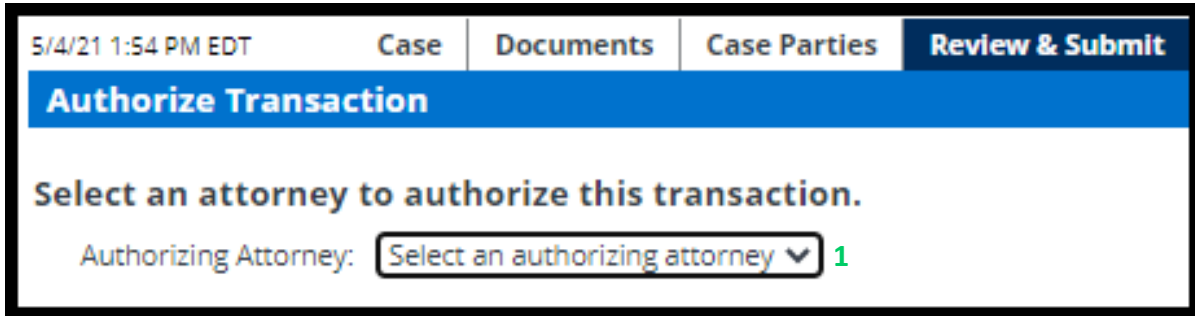 5/4/21 1:54 PM EDT Case Documents Case Parties Review & Submit
Authorize Transaction
Select an attorney to authorize this transaction.
Authorizing Attorney: Select an authorizing attorney 1